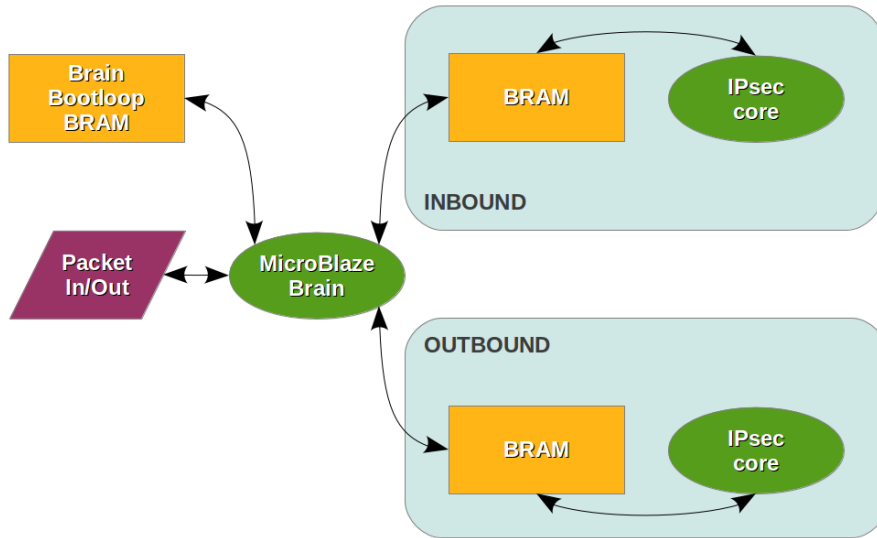 Brain
Bootloop
BRAM
BRAM
IPsec
core
INBOUND
Packet
In/Out
MicroBlaze
Brain
OUTBOUND
BRAM
IPsec
core